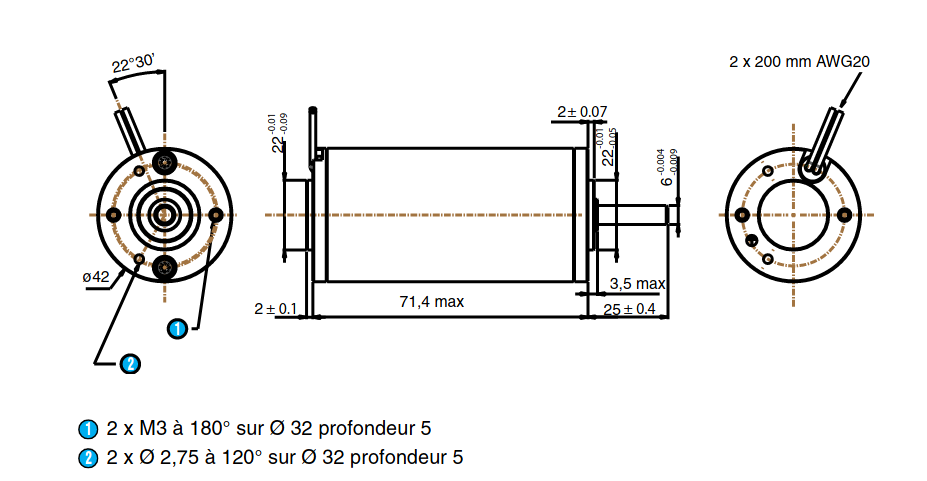 22°30'
2 x 200 mm AWG20
2 ± 0.07
22 -0.01 -0.09
22 -0.01 -0.05
6 -0.004 -0.009
ø42
3,5 max
71,4 max
2 ± 0.1
25 ± 0.4
1
2
1 2 x M3 à 180° sur Ø 32 profondeur 5
2 2 x Ø 2,75 à 120° sur Ø 32 profondeur 5